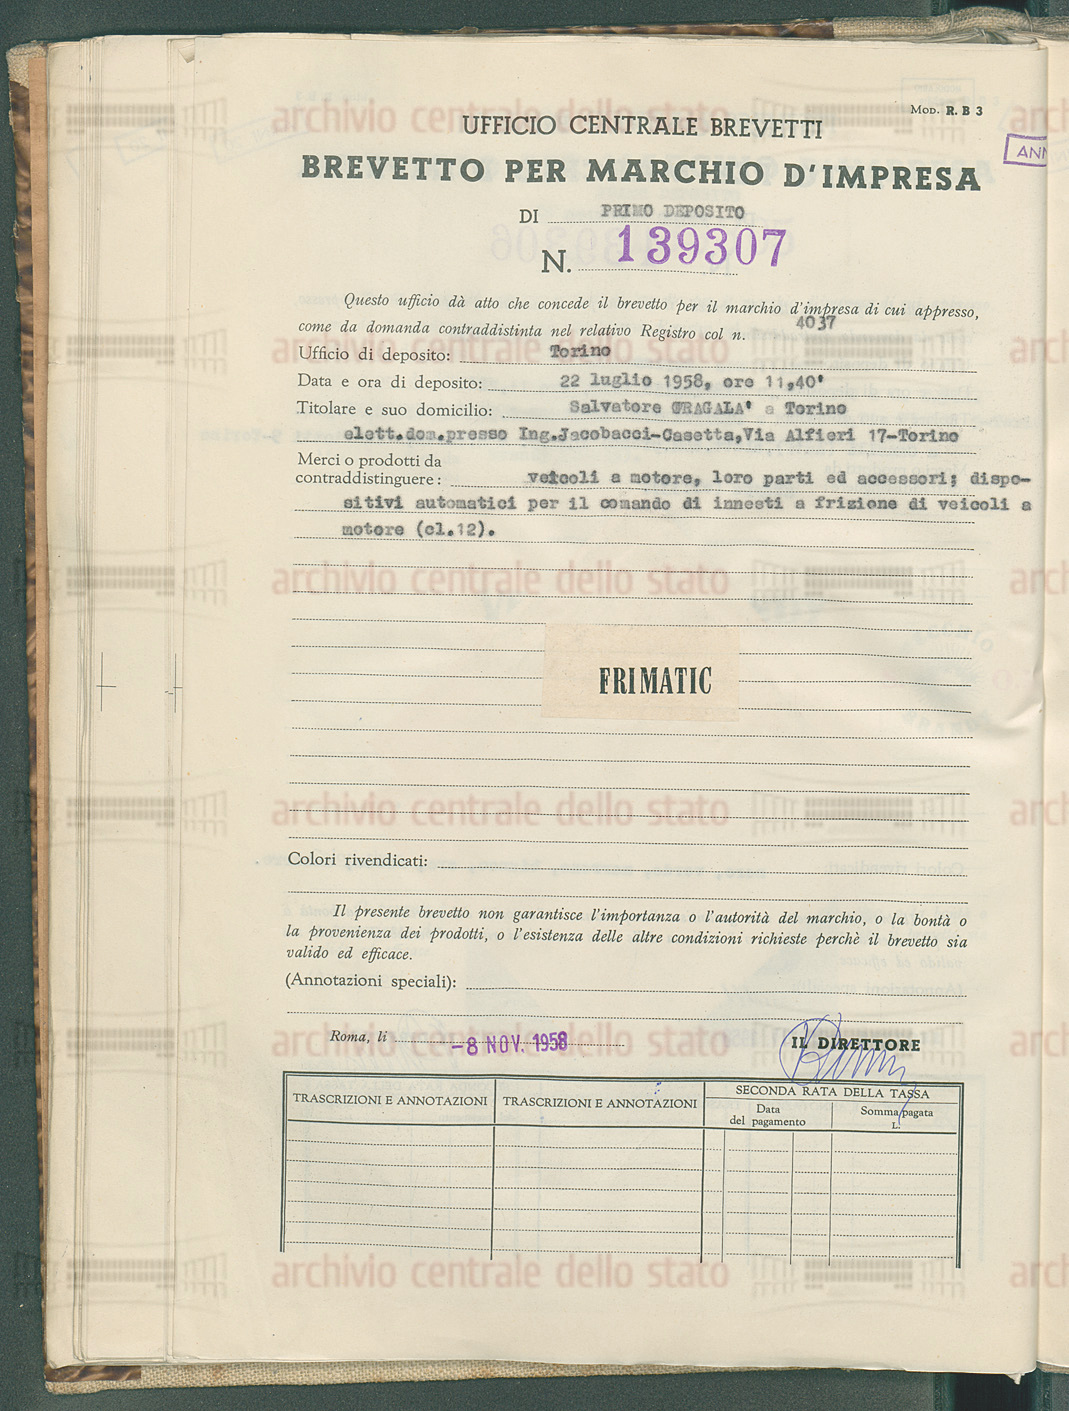 MOD. R. B 3
UFFICIO CENTRALE BREVETTI
ANN
BREVETTO PER MARCHIO D'IMPRESA
DI PRIMO DEPOSITO
N. 139307
Questo ufficio dà atto che concede il brevetto per il marchio d'impresa di cui appresso,
come da domanda contraddistinta nel relativo Registro col n. 4037
Ufficio di deposito: Torino
Data e ora di deposito: 22 luglio 1958, ore 11,40'
Titolare e suo domicilio: Salvatore GRAGALA' a Torino
elett.dom.presso Ing.Jacobacci-Casetta,Via Alfieri 17-Torino
Merci o prodotti da
contraddistinguere: veicoli a motore, loro parti ed accessori; dispo-
sitivi automatici per il comando di innesti a frizione di veicoli a
motore (cl.12).
FRIMATIC
Colori rivendicati:
Il presente brevetto non garantisce l'importanza o l'autorità del marchio, o la bontà o
la provenienza dei prodotti, o l'esistenza delle altre condizioni richieste perchè il brevetto sia
valido ed efficace.
(Annotazioni speciali):
Roma, lì -8 NOV. 1958
IL DIRETTORE
TRASCRIZIONI E ANNOTAZIONI TRASCRIZIONI E ANNOTAZIONI SECONDA RATA DELLA TASSA
Data del pagamento Somma pagata L.
archivio centrale dello stato